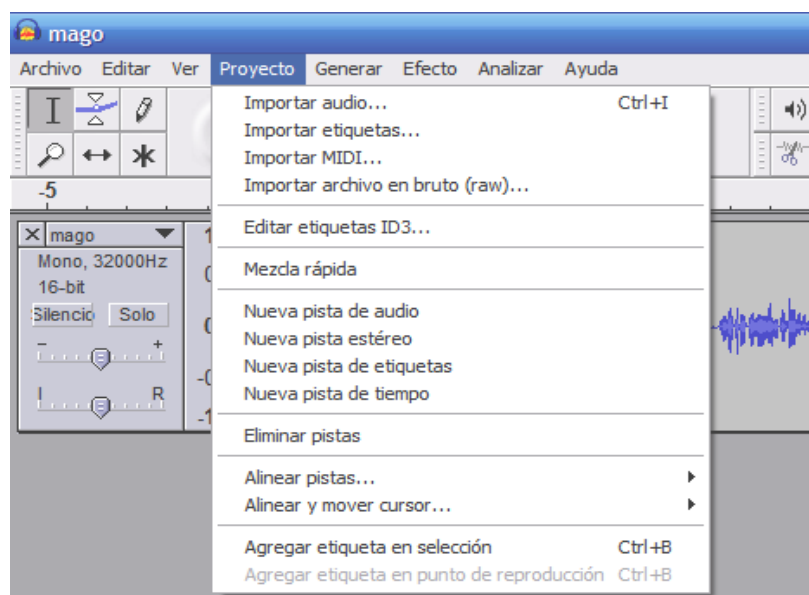 mago
Archivo Editar Ver Proyecto Generar Efecto Analizar Ayuda
Importar audio... Ctrl+I
Importar etiquetas...
Importar MIDI...
Importar archivo en bruto (raw)...
-5
Editar etiquetas ID3...
mago
Mono, 32000Hz
16-bit
Silencio Solo
- +
I R
Mezcla rápida
Nueva pista de audio
Nueva pista estéreo
Nueva pista de etiquetas
Nueva pista de tiempo
Eliminar pistas
Alinear pistas...
Alinear y mover cursor...
Agregar etiqueta en selección Ctrl+B
Agregar etiqueta en punto de reproducción Ctrl+B